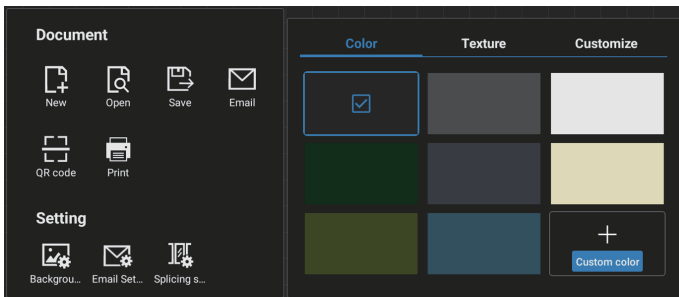 Document
New Open Save Email
QR code Print
Setting
Backgrou... Email Set... Splicing s...
Color Texture Customize
Custom color